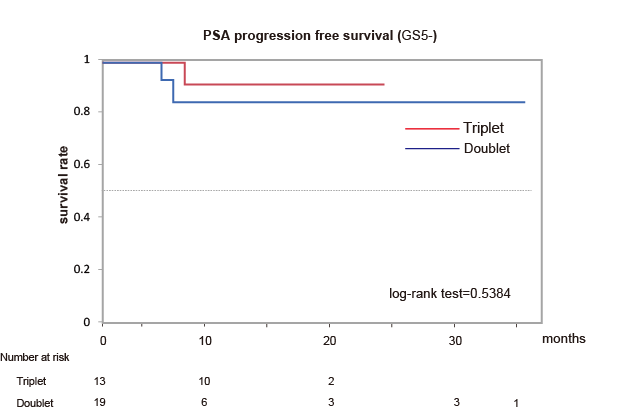 PSA progression free survival (GS5-)
1
0.8
0.6
0.4
0.2
0
survival rate
Triplet
Doublet
log-rank test=0.5384
0 10 20 30 months
Number at risk
Triplet 13 10 2
Doublet 19 6 3 3 1